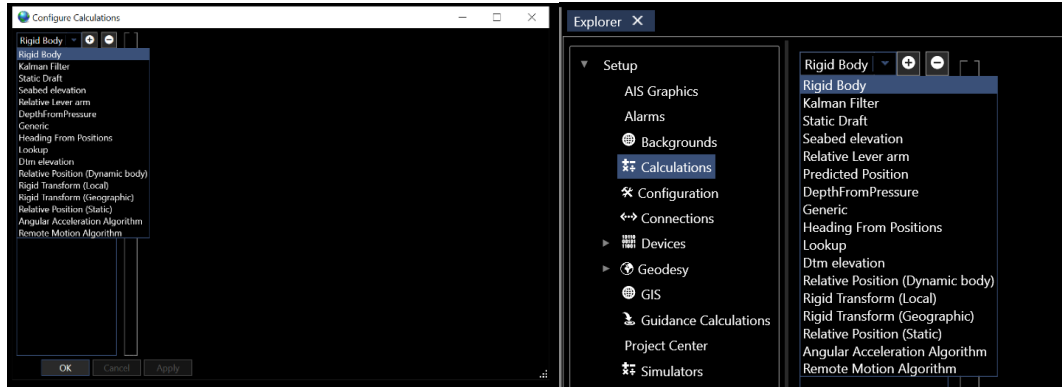 Configure Calculations
Rigid Body
Rigid Body
Kalman Filter
Static Draft
Seabed elevation
Relative Lever arm
DepthFromPressure
Generic
Heading From Positions
Lookup
Dtm elevation
Relative Position (Dynamic body)
Rigid Transform (Local)
Rigid Transform (Geographic)
Relative Position (Static)
Angular Acceleration Algorithm
Remote Motion Algorithm
OK
Cancel
Apply
Explorer
Setup
AIS Graphics
Alarms
Backgrounds
Calculations
Configuration
Connections
Devices
Geodesy
GIS
Guidance Calculations
Project Center
Simulators
Rigid Body
Rigid Body
Kalman Filter
Static Draft
Seabed elevation
Relative Lever arm
Predicted Position
DepthFromPressure
Generic
Heading From Positions
Lookup
Dtm elevation
Relative Position (Dynamic body)
Rigid Transform (Local)
Rigid Transform (Geographic)
Relative Position (Static)
Angular Acceleration Algorithm
Remote Motion Algorithm